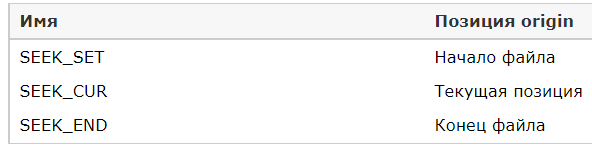 Имя Позиция origin
SEEK_SET Начало файла
SEEK_CUR Текущая позиция
SEEK_END Конец файла